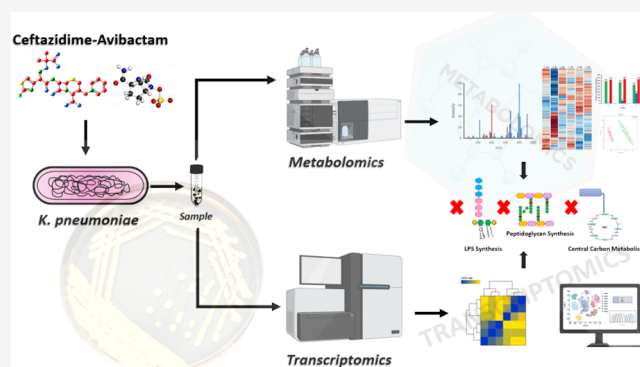 Ceftazidime-Avibactam
K. pneumoniae
Sample
Metabolomics
METABOLOMICS
LPS Synthesis
Peptidoglycan Synthesis
Central Carbon Metabolis
Transcriptomics
TRANSCRIPTOMICS